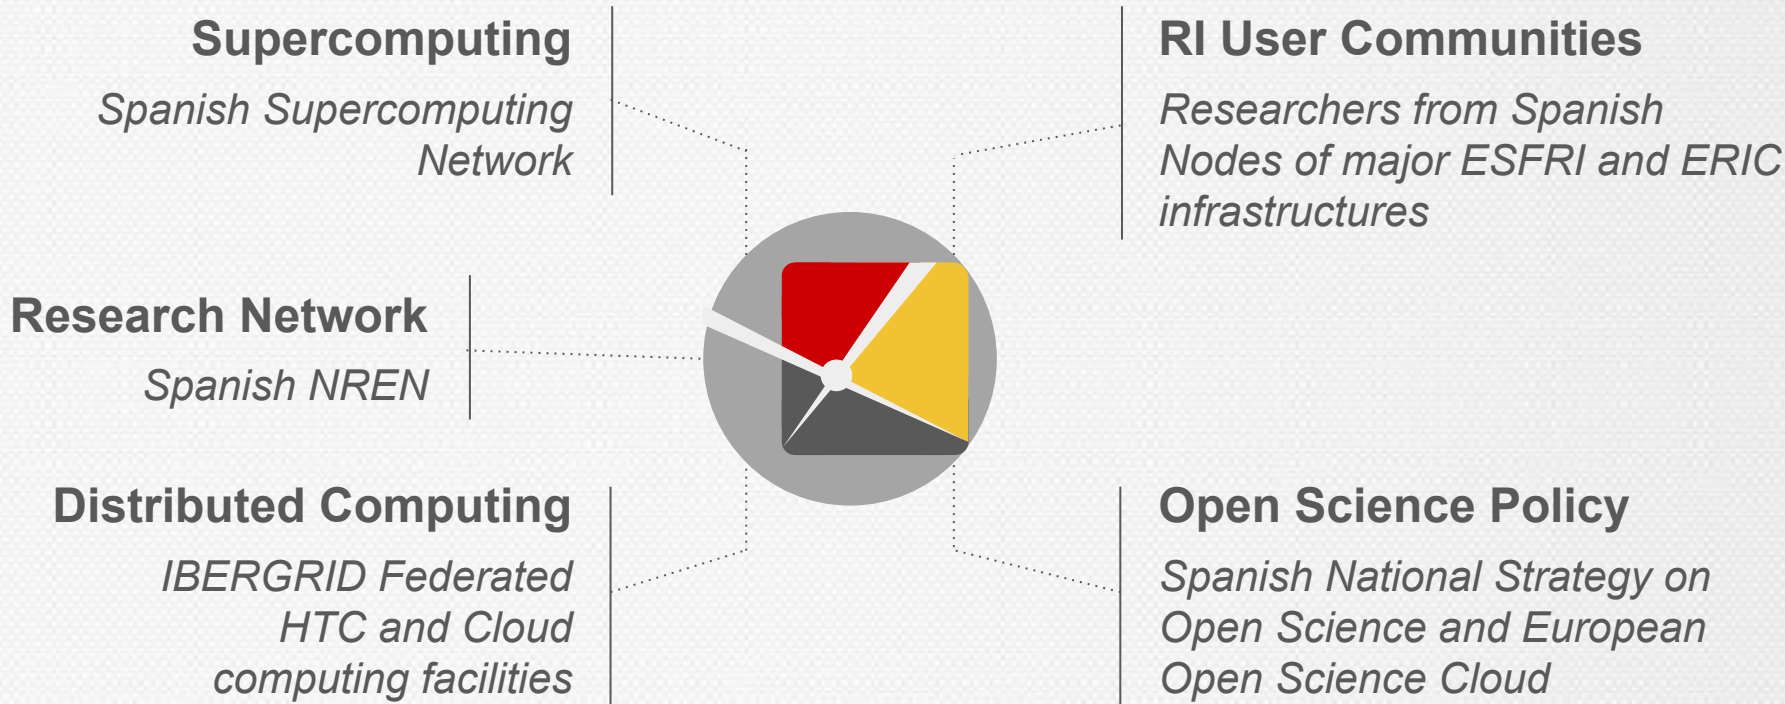 Supercomputing
Spanish Supercomputing
Network
Research Network
Spanish NREN
Distributed Computing
IBERGRID Federated
HTC and Cloud
computing facilities
RI User Communities
Researchers from Spanish
Nodes of major ESFRI and ERIC
infrastructures
Open Science Policy
Spanish National Strategy on
Open Science and European
Open Science Cloud